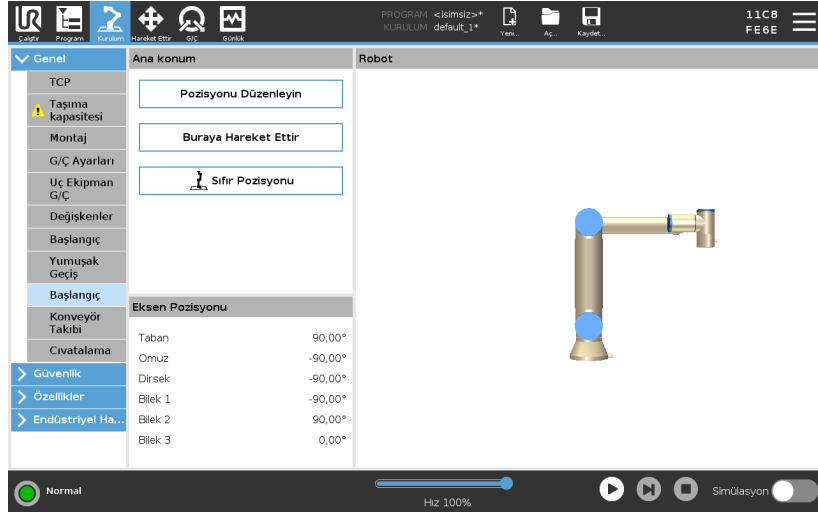 UR
PROGRAM <isimsiz>*
KURULUM default_1*
Çalıştır
Program
Kurulum
Hareket Ettir
G/Ç
Günlük
Yeni...
Aç...
Kaydet...
11C8
FE6E
Genel
TCP
Taşıma
kapasitesi
Montaj
G/Ç Ayarları
Uç Ekipman
G/Ç
Değişkenler
Başlangıç
Yumuşak
Geçiş
Başlangıç
Konveyör
Takibi
Cıvatalama
Güvenlik
Özellikler
Endüstriyel Ha...
Ana konum
Pozisyonu Düzenleyin
Buraya Hareket Ettir
Sıfır Pozisyonu
Eksen Pozisyonu
Taban 90,00°
Omuz -90,00°
Dirsek -90,00°
Bilek 1 -90,00°
Bilek 2 90,00°
Bilek 3 0,00°
Robot
Normal
Hız 100%
Simülasyon